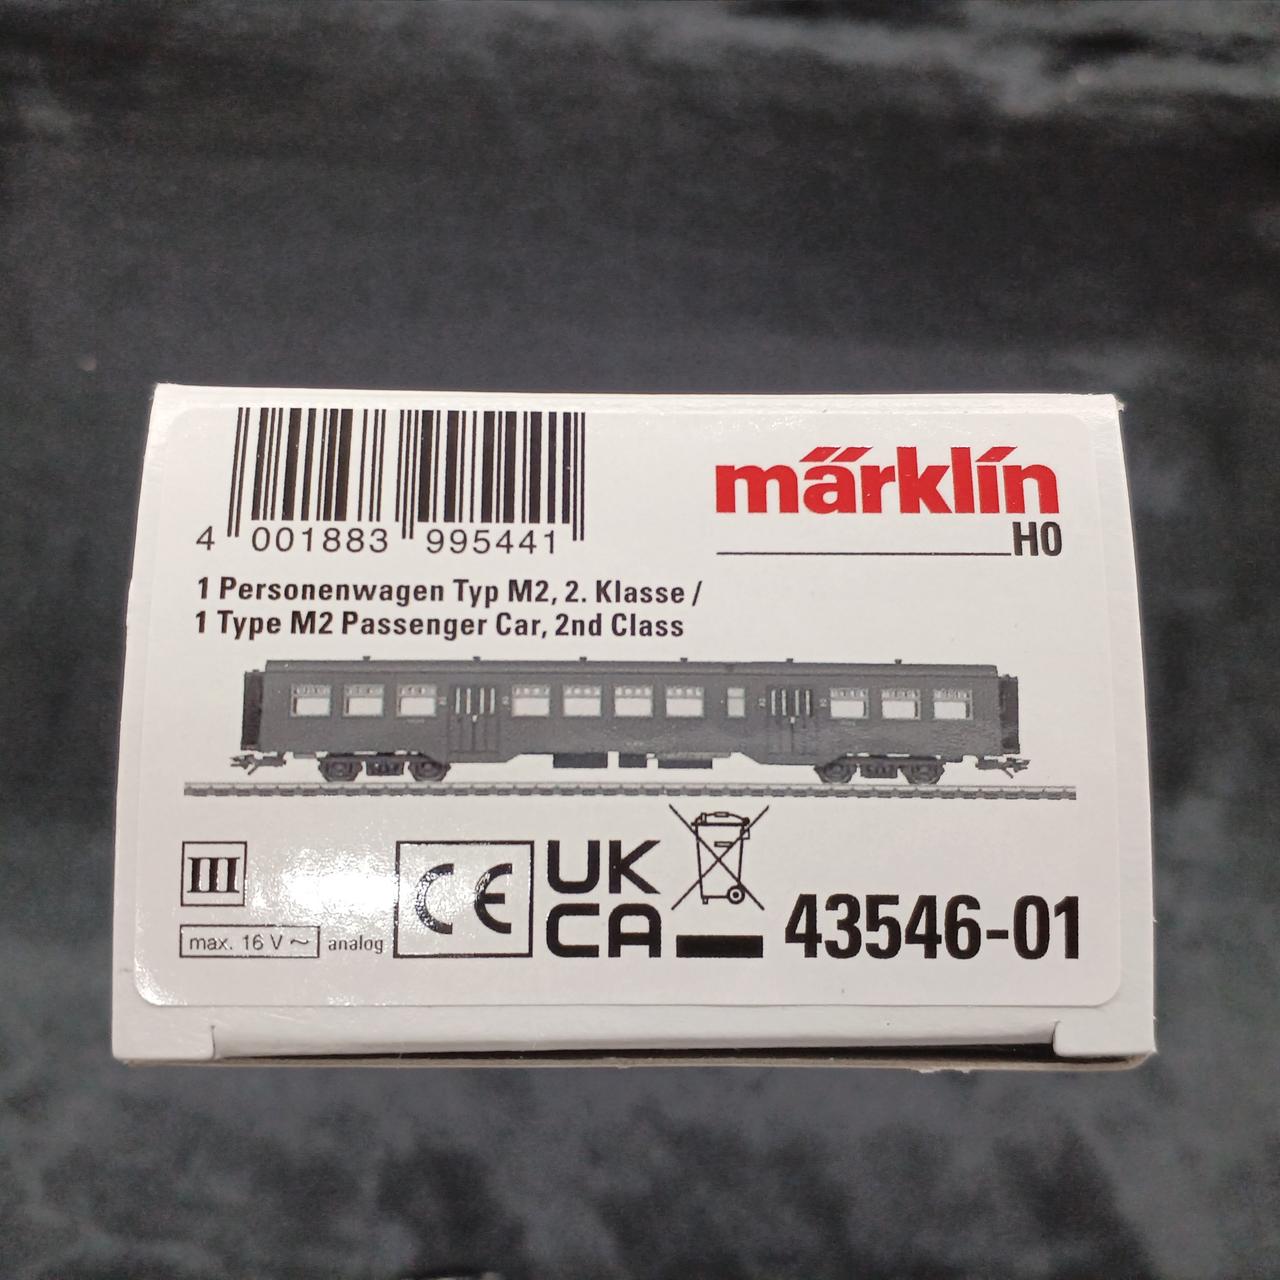 4 001883 995441
märklín
H0
1 Personenwagen Typ M2, 2. Klasse /
1 Type M2 Passenger Car, 2nd Class
III
max. 16 V ~ analog
CE
UK
CA
43546-01